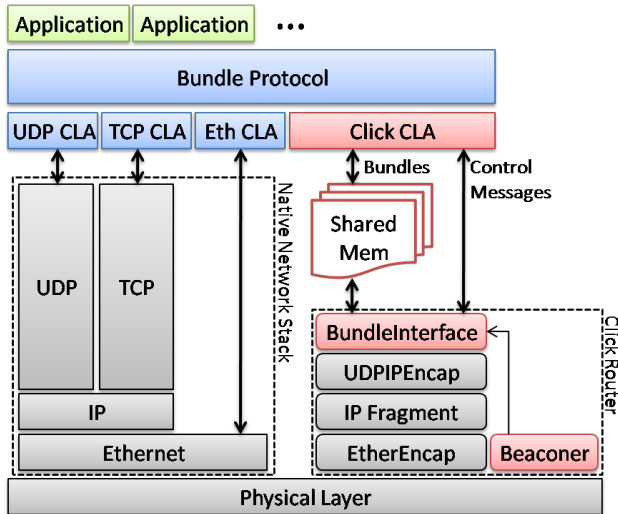 Application
Application
...
Bundle Protocol
UDP CLA
TCP CLA
Eth CLA
Click CLA
Bundles
Control
Messages
Shared
Mem
UDP
TCP
Native Network Stack
IP
Ethernet
BundleInterface
UDPIPEncap
IP Fragment
EtherEncap
Beaconer
Click Router
Physical Layer